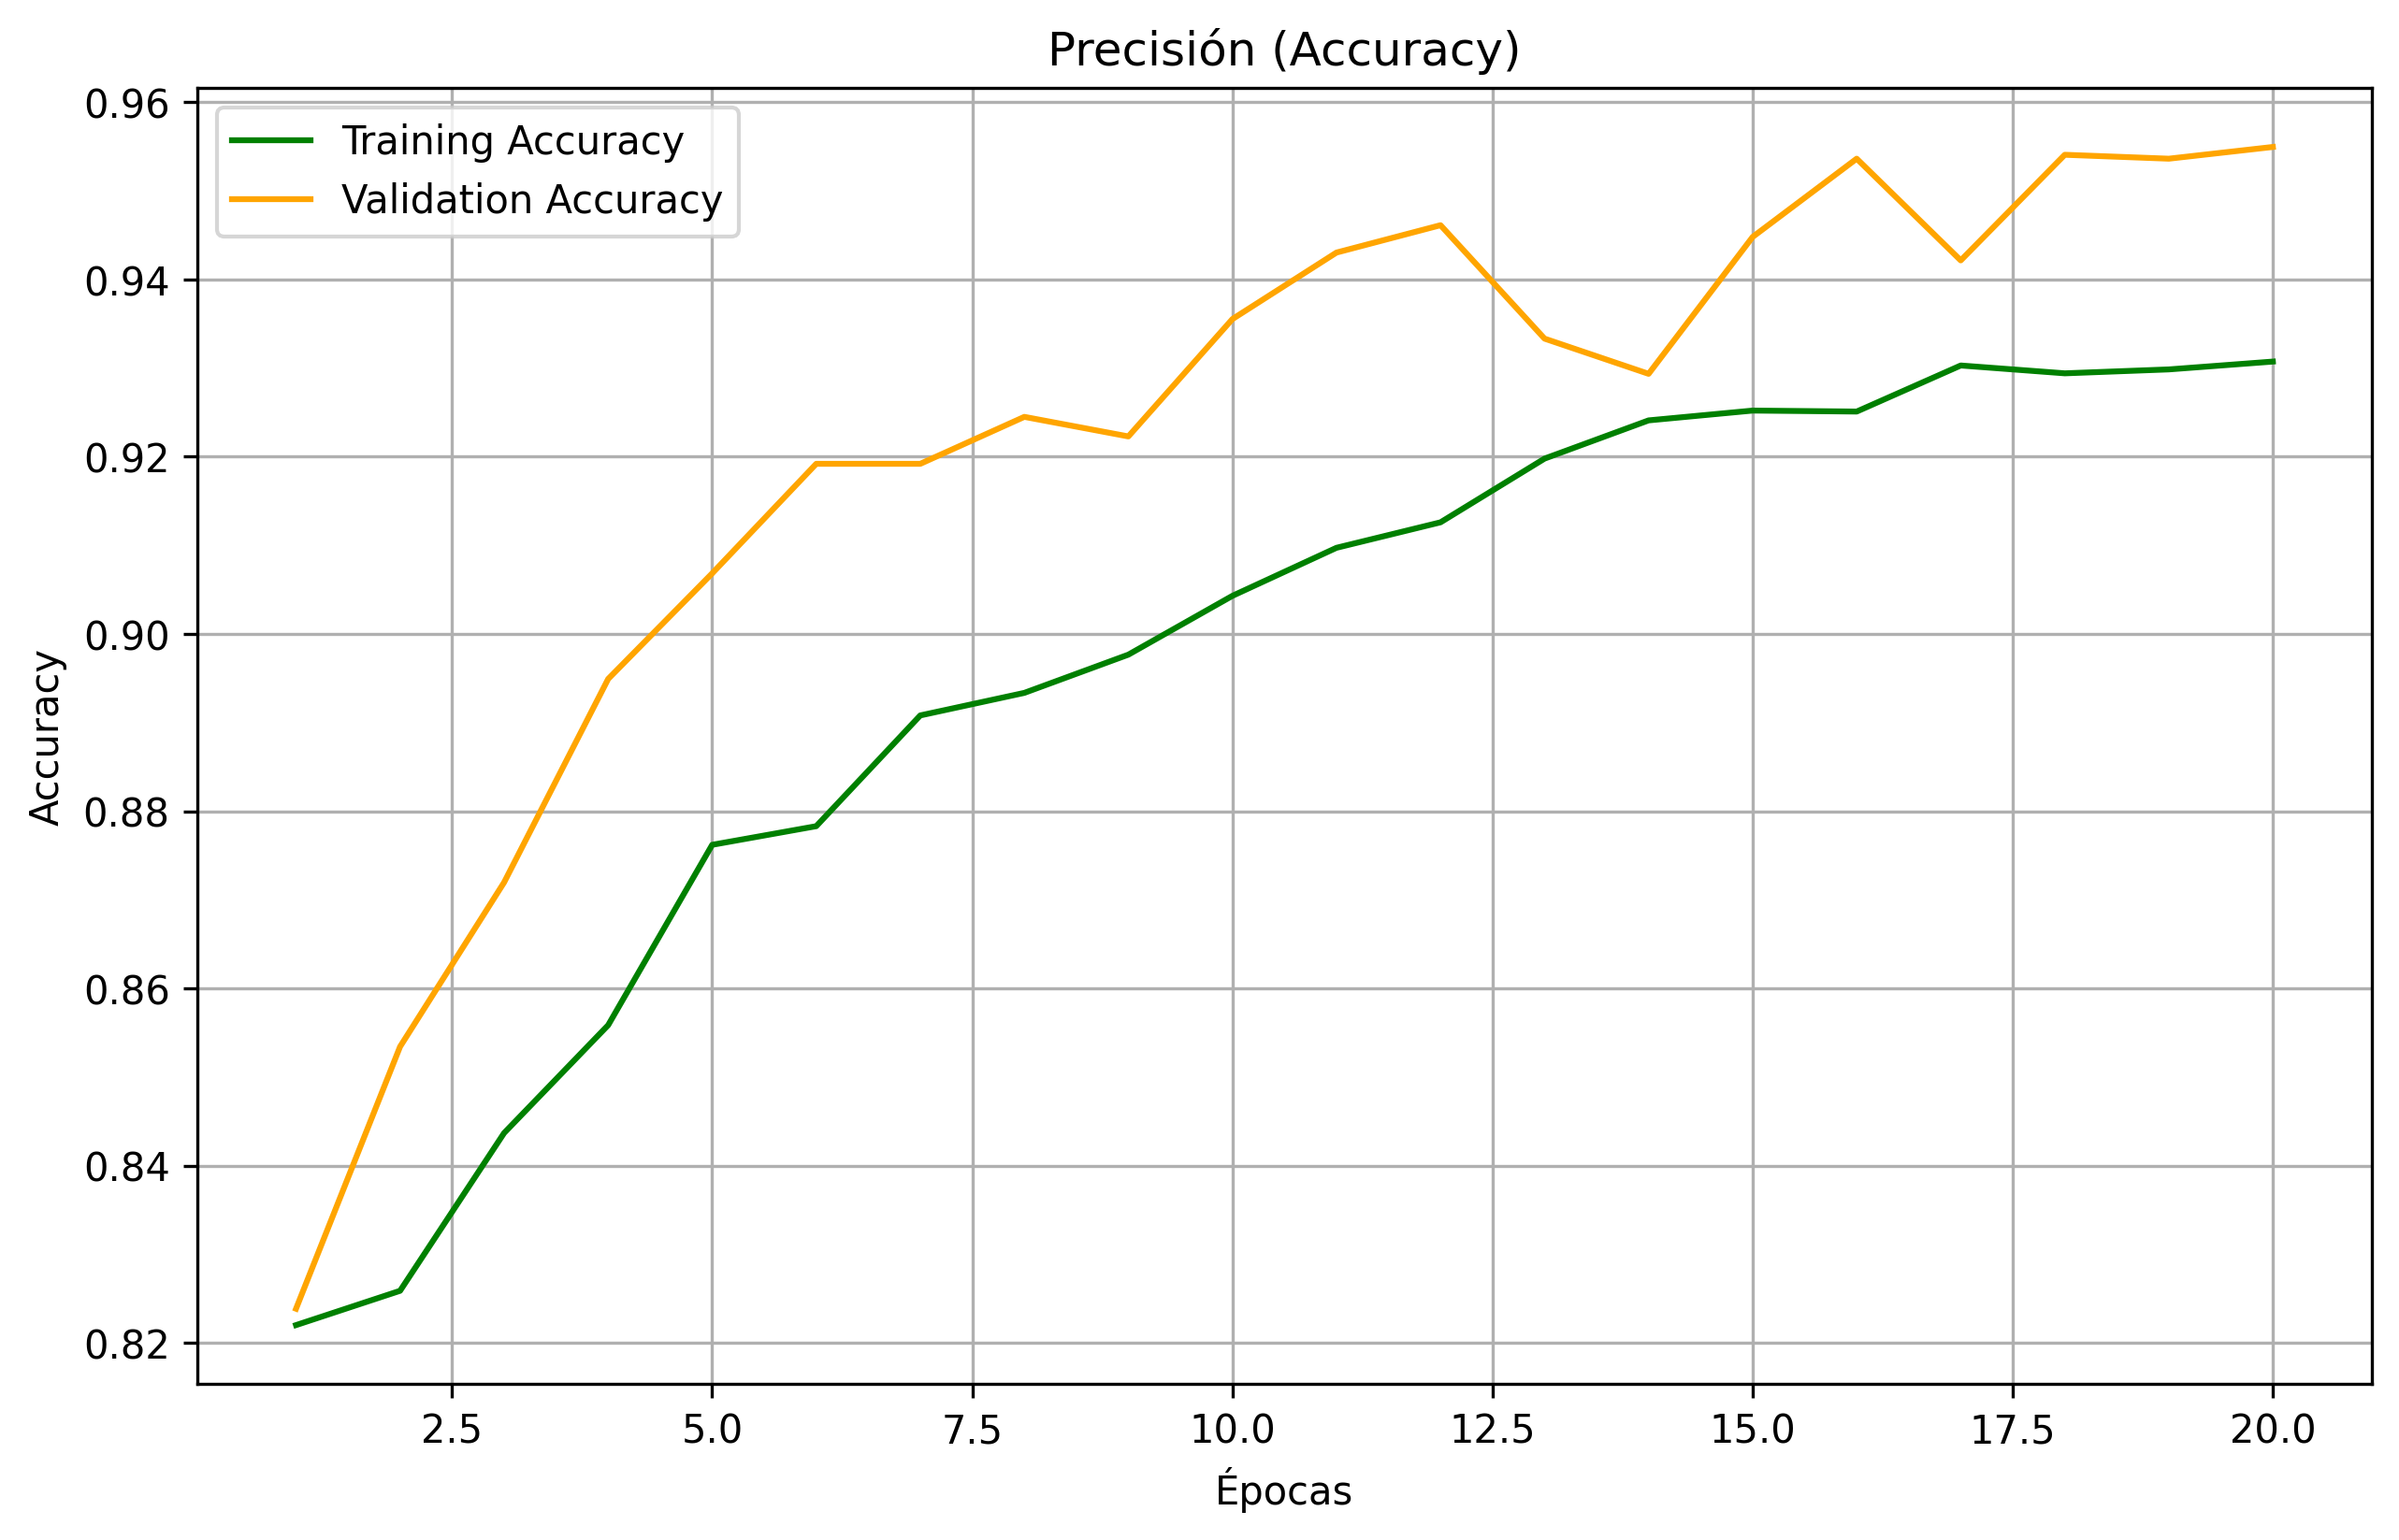 Precisión (Accuracy)
Training Accuracy
Validation Accuracy
0.96
0.94
0.92
0.90
0.88
0.86
0.84
0.82
Accuracy
2.5 5.0 7.5 10.0 12.5 15.0 17.5 20.0
Épocas